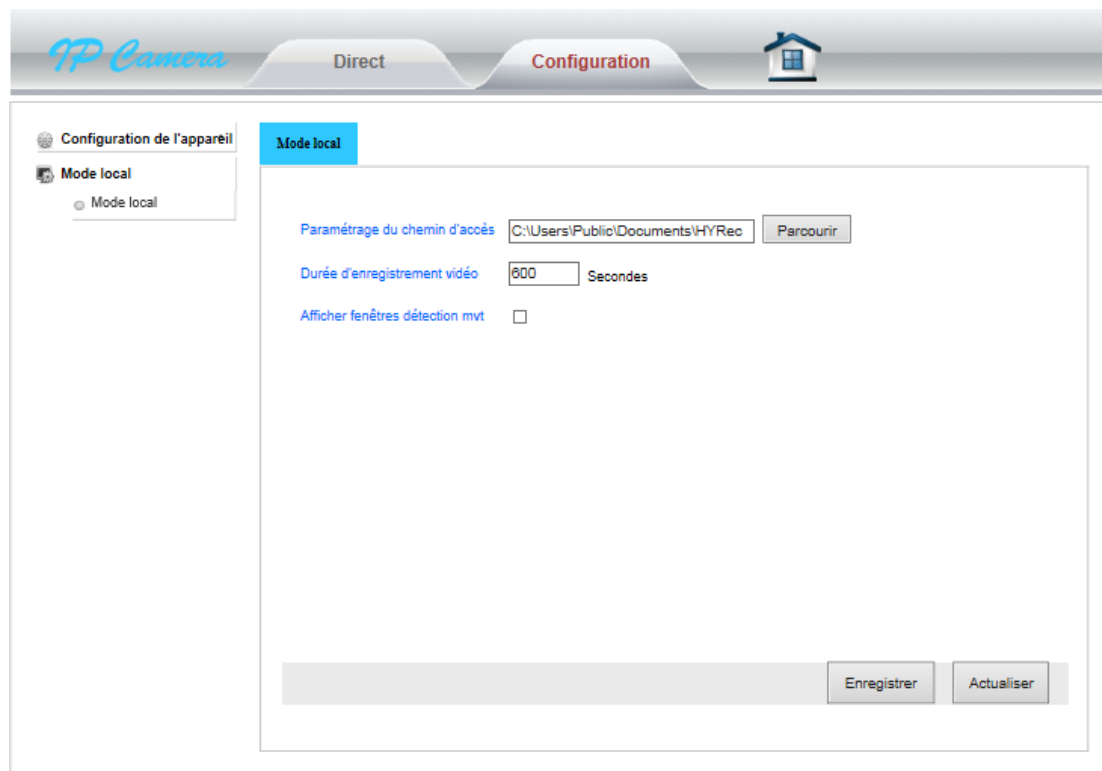 IP Camera
Direct
Configuration
Configuration de l'appareil
Mode local
Mode local
Mode local
Paramétrage du chemin d'accès C:\Users\Public\Documents\HYRec Parcourir
Durée d'enregistrement vidéo 600 Secondes
Afficher fenêtres détection mvt
Enregistrer Actualiser